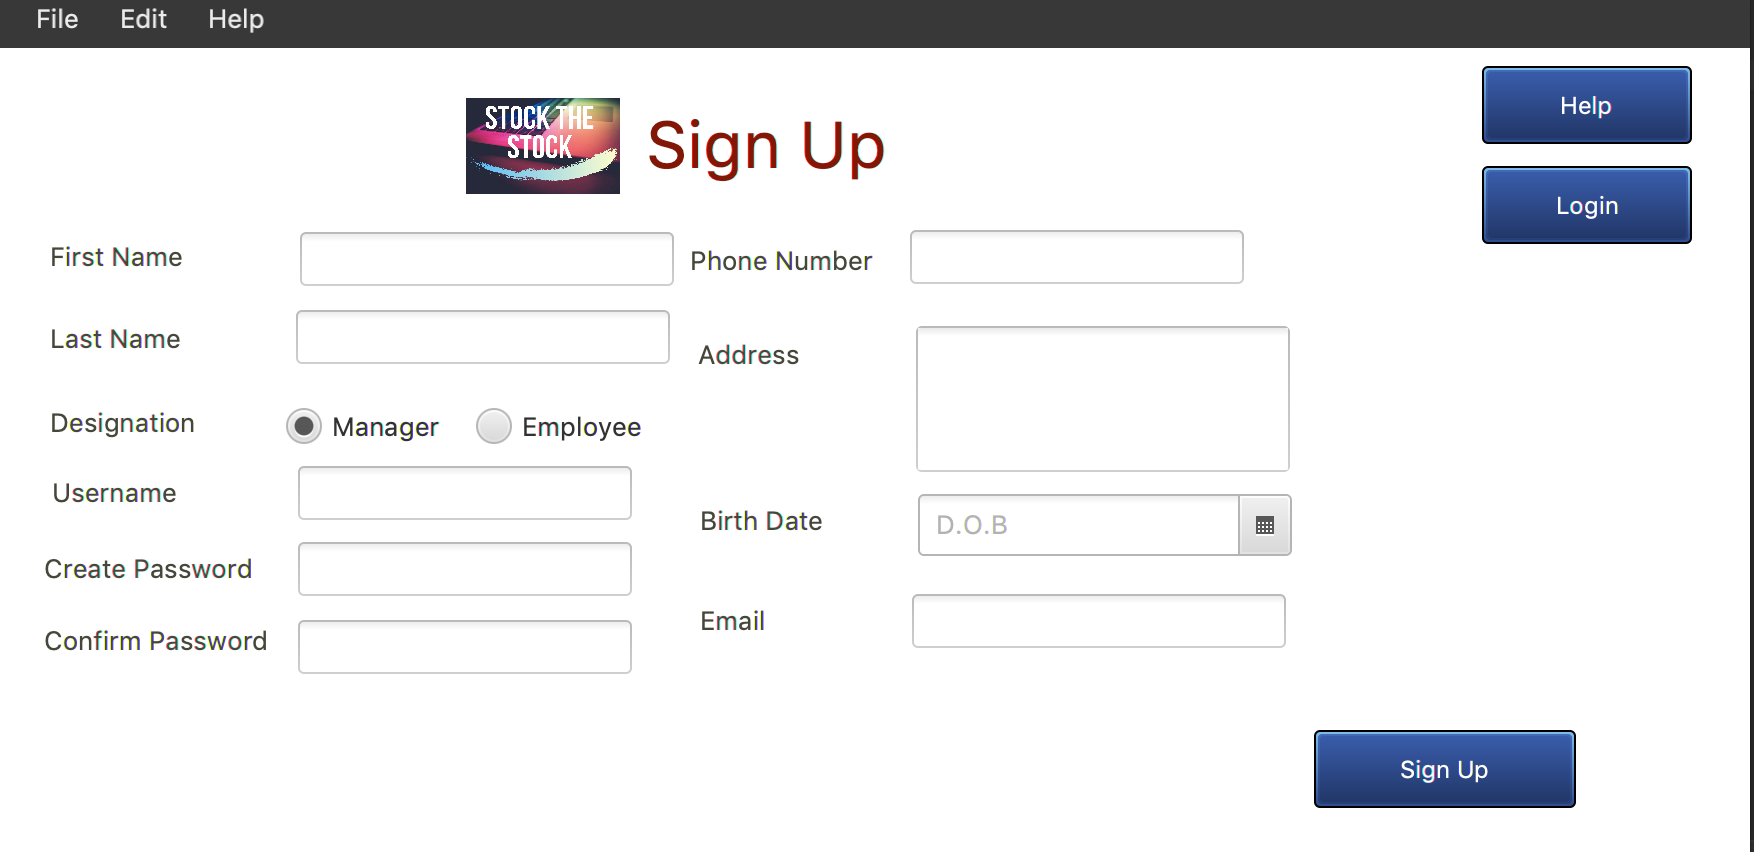 File Edit Help
STOCK THE
STOCK
Sign Up
Help
Login
First Name
Phone Number
Last Name
Address
Designation
Manager
Employee
Username
Birth Date
D.O.B
Create Password
Email
Confirm Password
Sign Up